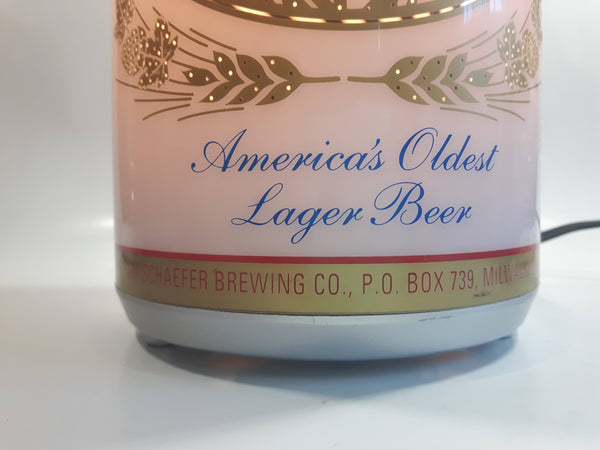 America's Oldest
Lager Beer
SCHAEFER BREWING CO., P.O. BOX 739,